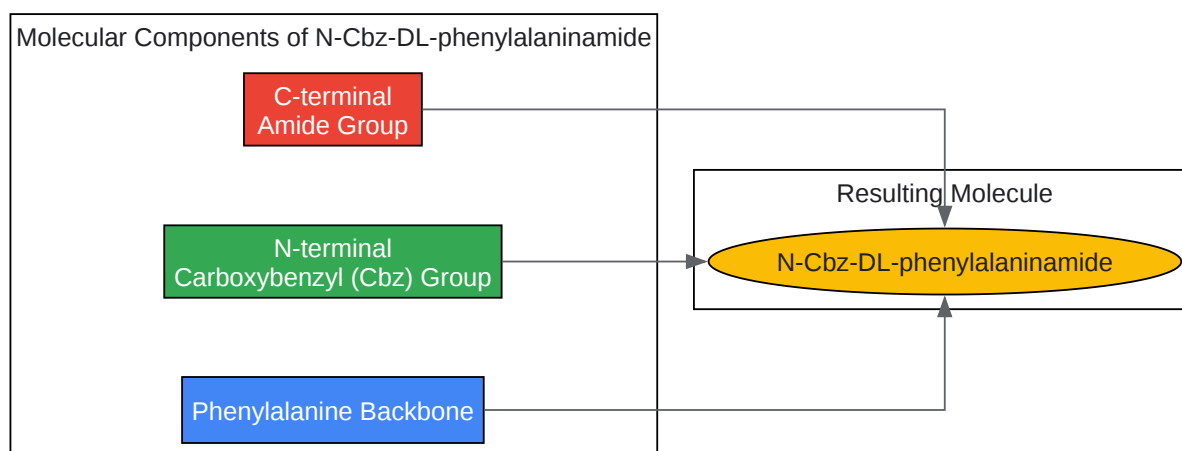 Molecular Components of N-Cbz-DL-phenylalaninamide
C-terminal
Amide Group
N-terminal
Carboxybenzyl (Cbz) Group
Phenylalanine Backbone
Resulting Molecule
N-Cbz-DL-phenylalaninamide